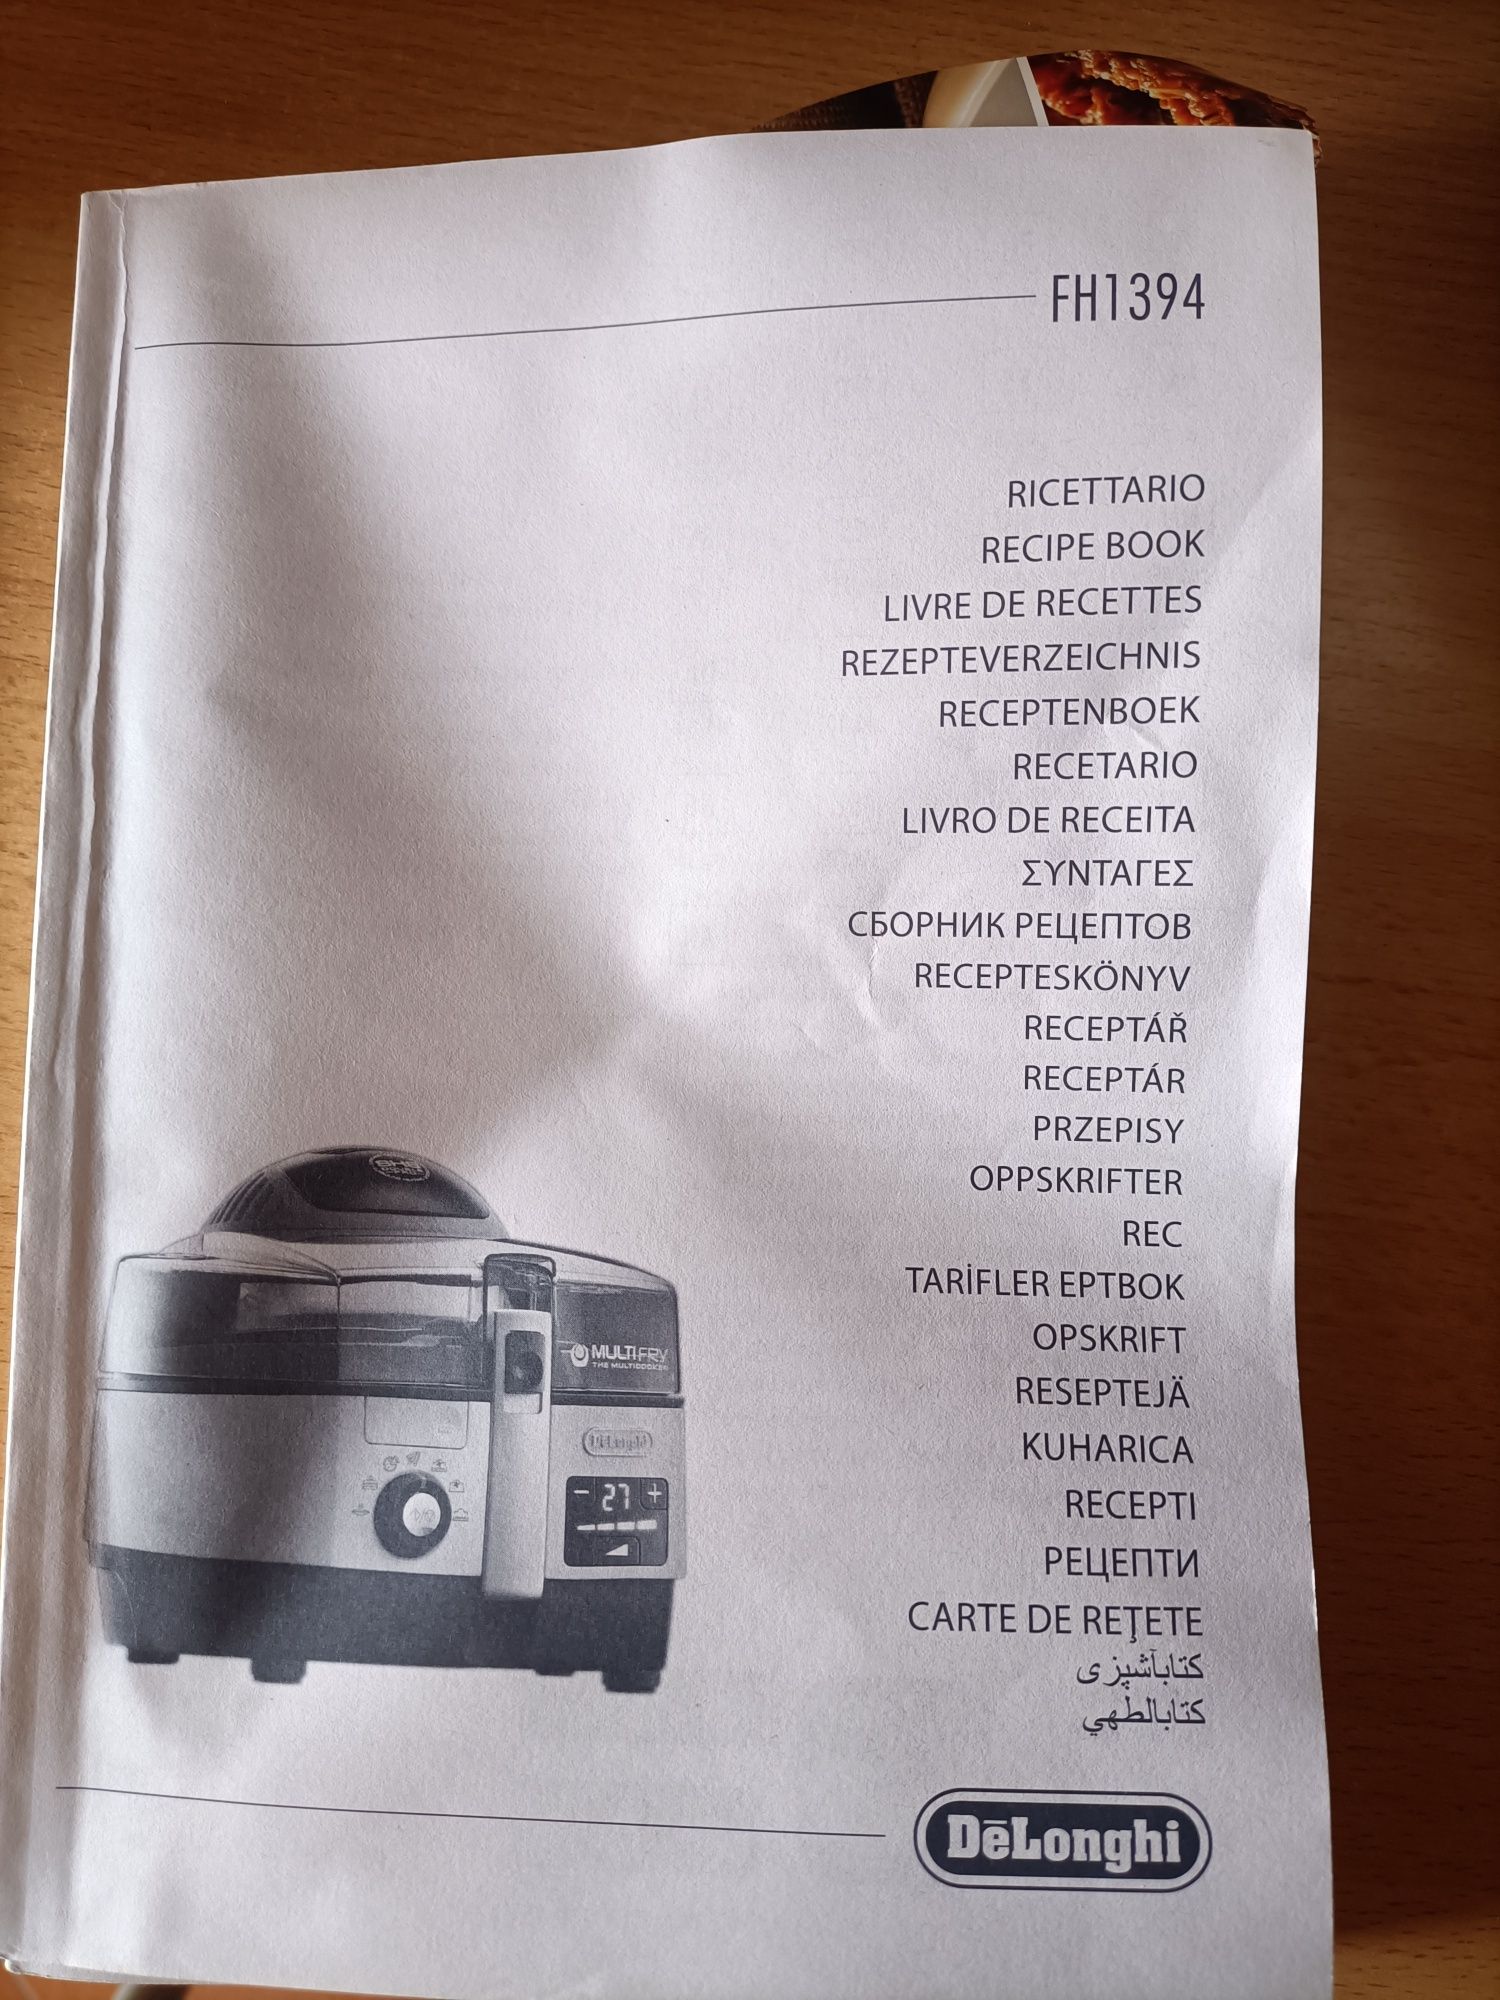 FH1394
RICETTARIO
RECIPE BOOK
LIVRE DE RECETTES
REZEPTEVERZEICHNIS
RECEPTENBOEK
RECETARIO
LIVRO DE RECEITA
ΣΥΝΤΑΓΕΣ
СБОРНИК РЕЦЕПТОВ
RECEPTESKÖNYV
RECEPTÁŘ
RECEPTÁR
PRZEPISY
OPPSKRIFTER
REC
TARİFLER EPTBOK
OPSKRIFT
RESEPTEJÄ
KUHARICA
RECEPTI
РЕЦЕПТИ
CARTE DE REŢETE
كتابآشپزى
كتابالطهي
SHS
MULTIFRY
THE MULTICOOKER
DeLonghi
- 27 +
DēLonghi